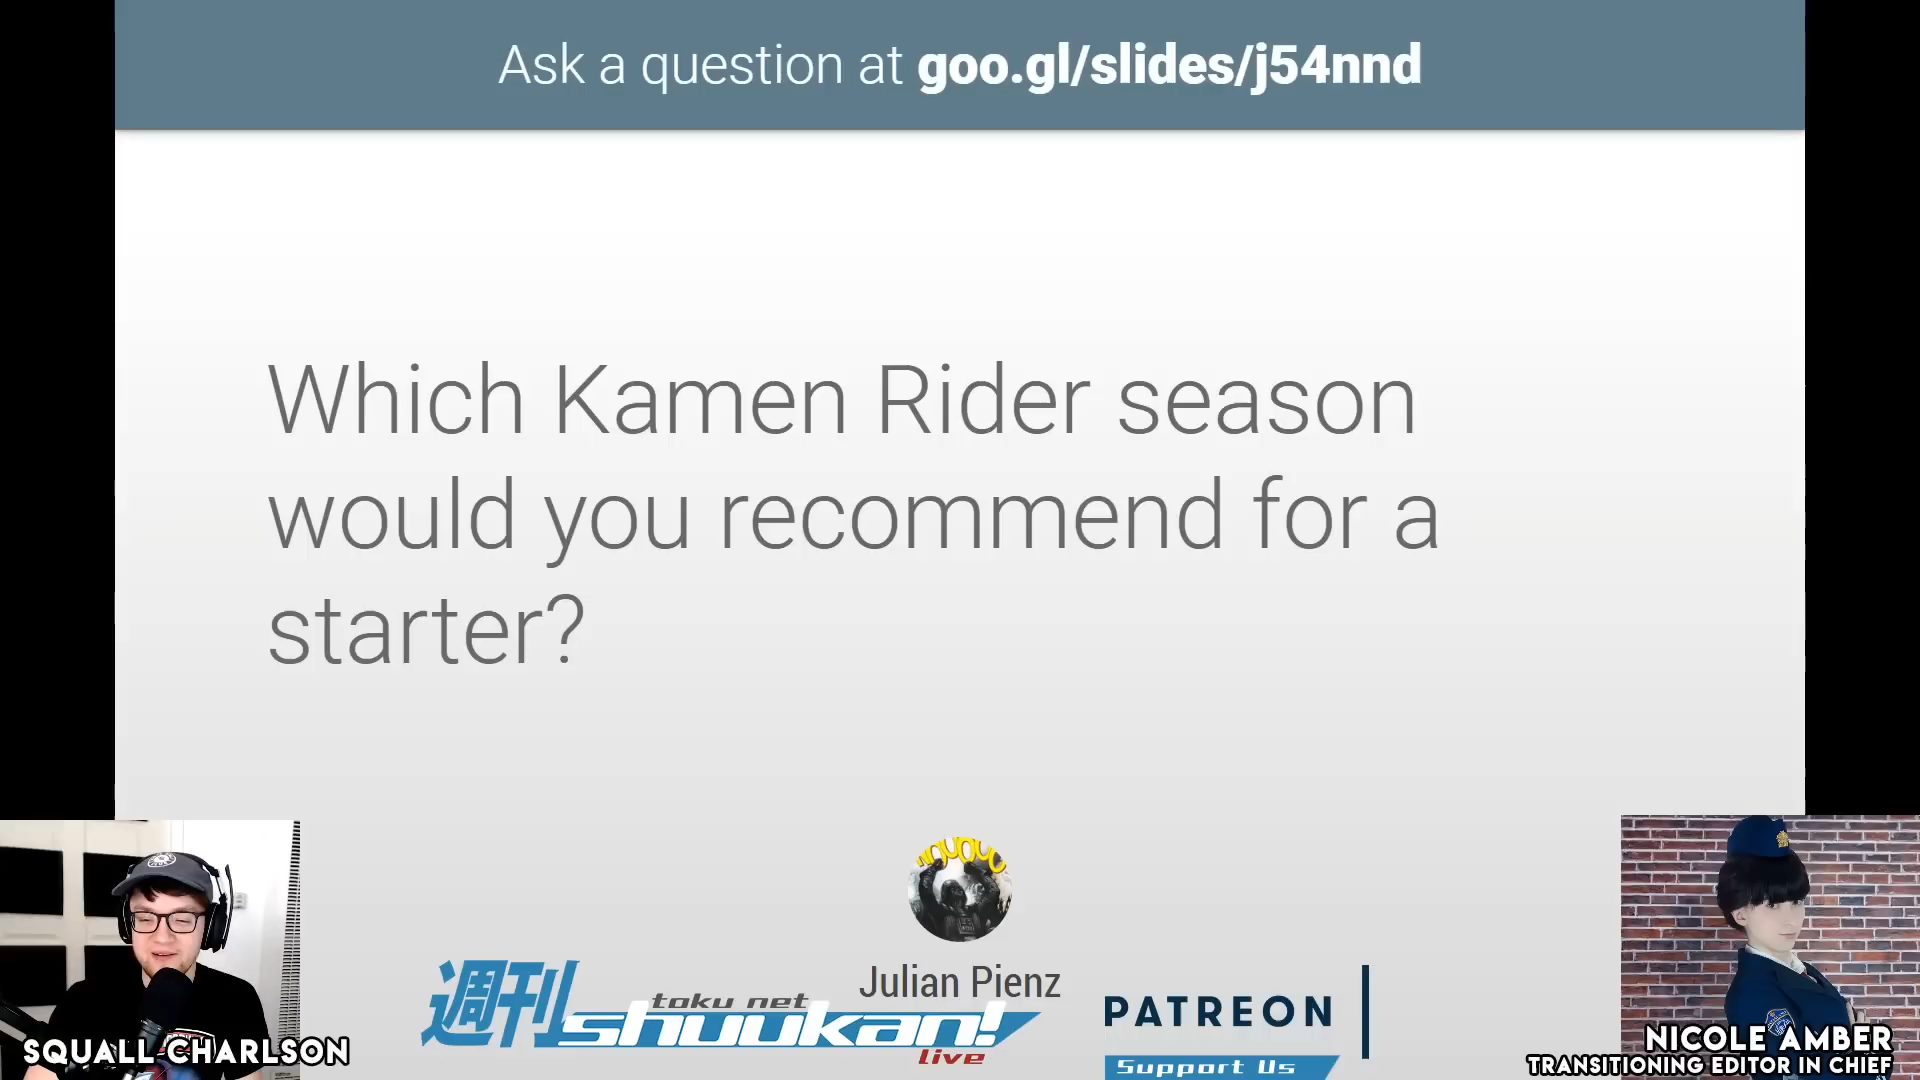 Ask a question at goo.gl/slides/j54nnd
Which Kamen Rider season
would you recommend for a
starter?
Julian Pienz
週刊
toku net
shuukan!
live
PATREON
Support Us
SQUALL CHARLSON
NICOLE AMBER
TRANSITIONING EDITOR IN CHIEF